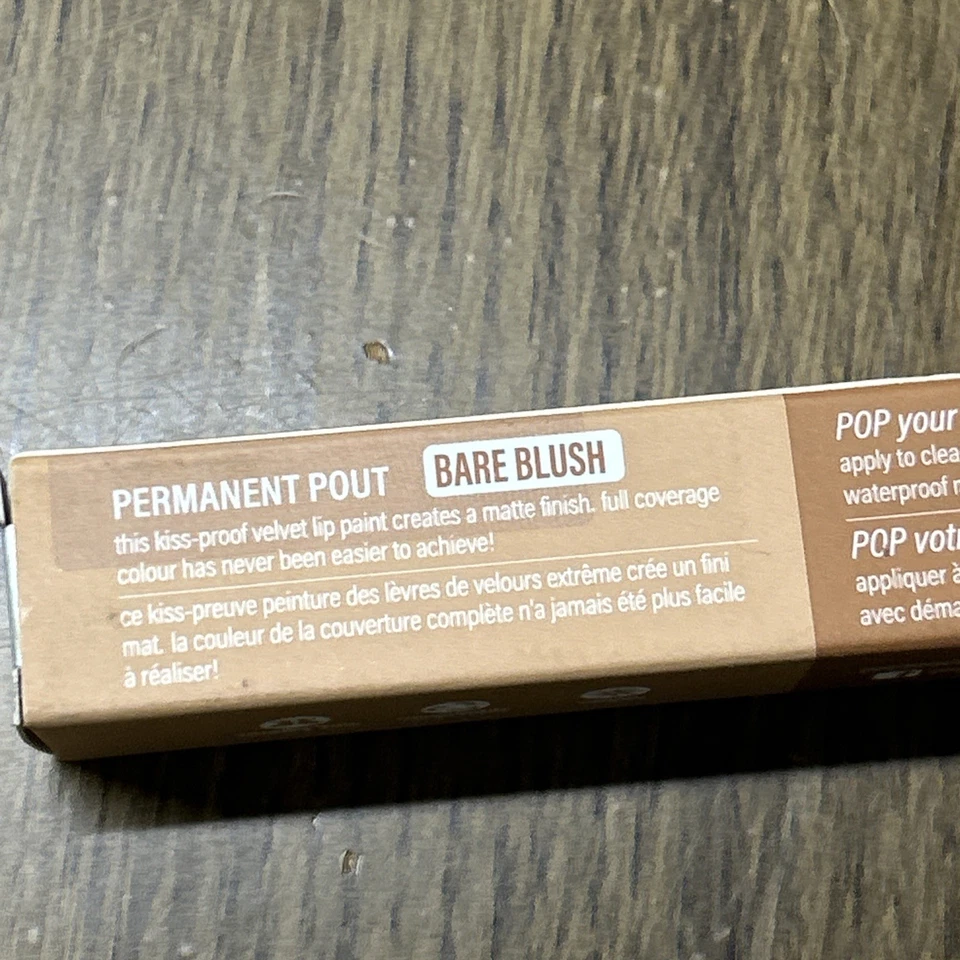 PERMANENT POUT BARE BLUSH
this kiss-proof velvet lip paint creates a matte finish. full coverage
colour has never been easier to achieve!
ce kiss-preuve peinture des lèvres de velours extrême crée un fini
mat. la couleur de la couverture complète n'a jamais été plus facile
à réaliser!
POP your
apply to clea
waterproof
POP votr
appliquer à
avec déma